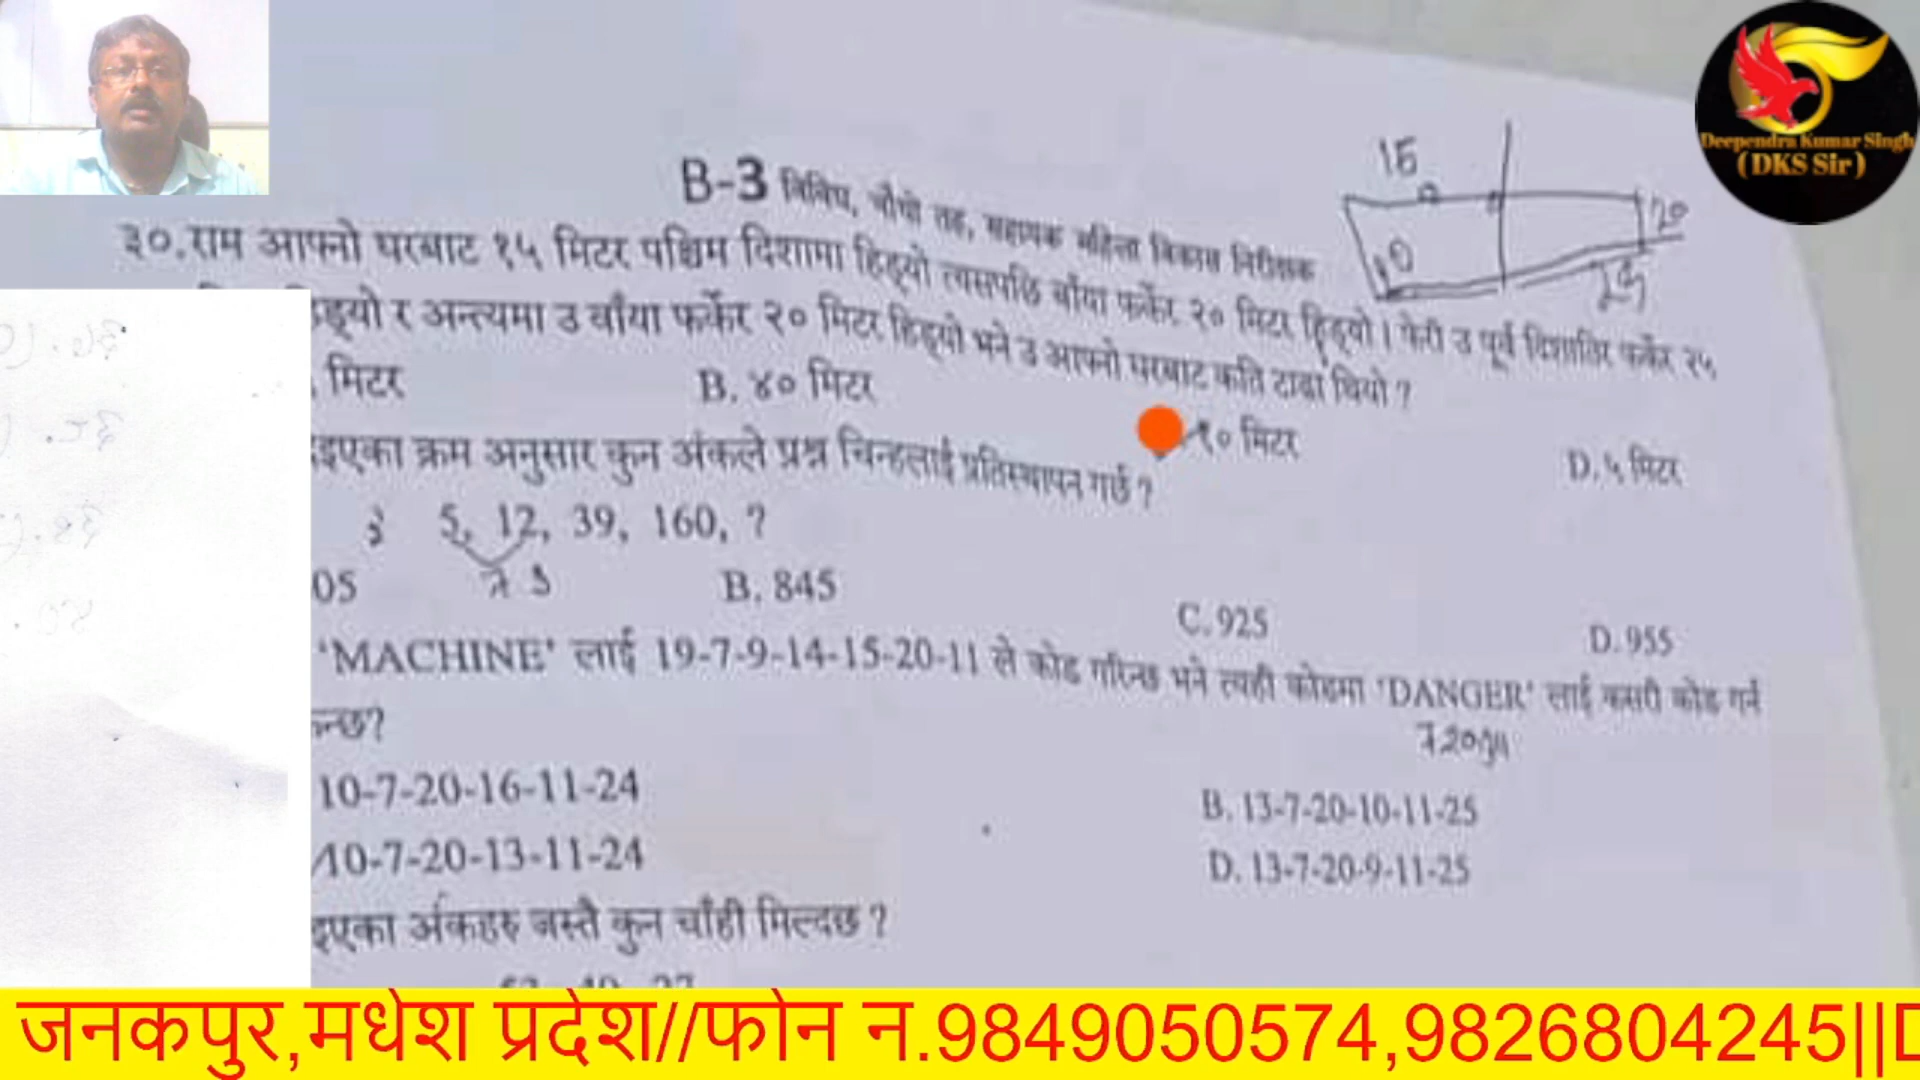 Deependra Kumar Singh
(DKS Sir)
15
20
10
25
B-3 विविध, चौथो तह, सहायक महिला विकास निरीक्षक
३०.राम आफ्नो घरबाट १५ मिटर पश्चिम दिशामा हिड्यो त्यसपछि बाँया फर्केर २० मिटर हिड्यो । फेरी उ पूर्व दिशातिर फर्केर २५
हिड्यो र अन्त्यमा उ बाँया फर्केर २० मिटर हिड्यो भने उ आफ्नो घरबाट कति टाढा थियो ?
मिटर
B. ४० मिटर
१० मिटर
D. ५ मिटर
दइएका क्रम अनुसार कुन अंकले प्रश्न चिन्हलाई प्रतिस्थापन गर्छ ?
5, 12, 39, 160, ?
05
B. 845
C. 925
D. 955
'MACHINE' लाई 19-7-9-14-15-20-11 ले कोड गरिन्छ भने त्यही कोडमा 'DANGER' लाई कसरी कोड गर्न
न्छ?
10-7-20-16-11-24
B. 13-7-20-10-11-25
10-7-20-13-11-24
D. 13-7-20-9-11-25
इएका अंकहरु जस्तै कुन चाँही मिल्दछ ?
जनकपुर,मधेश प्रदेश//फोन न.9849050574,9826804245||D